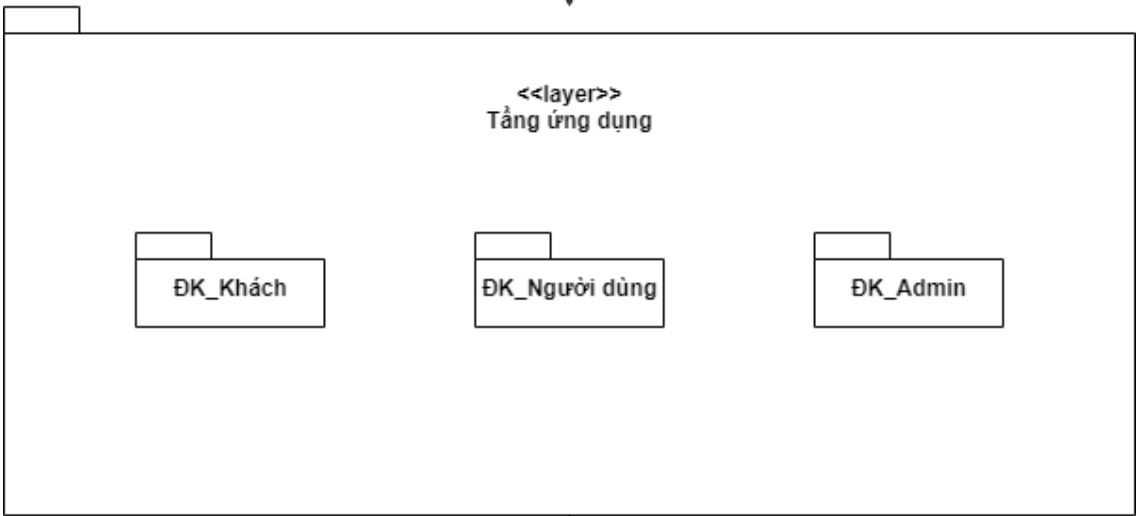 <<layer>>
Tầng ứng dụng
ĐK_Khách
ĐK_Người dùng
ĐK_Admin